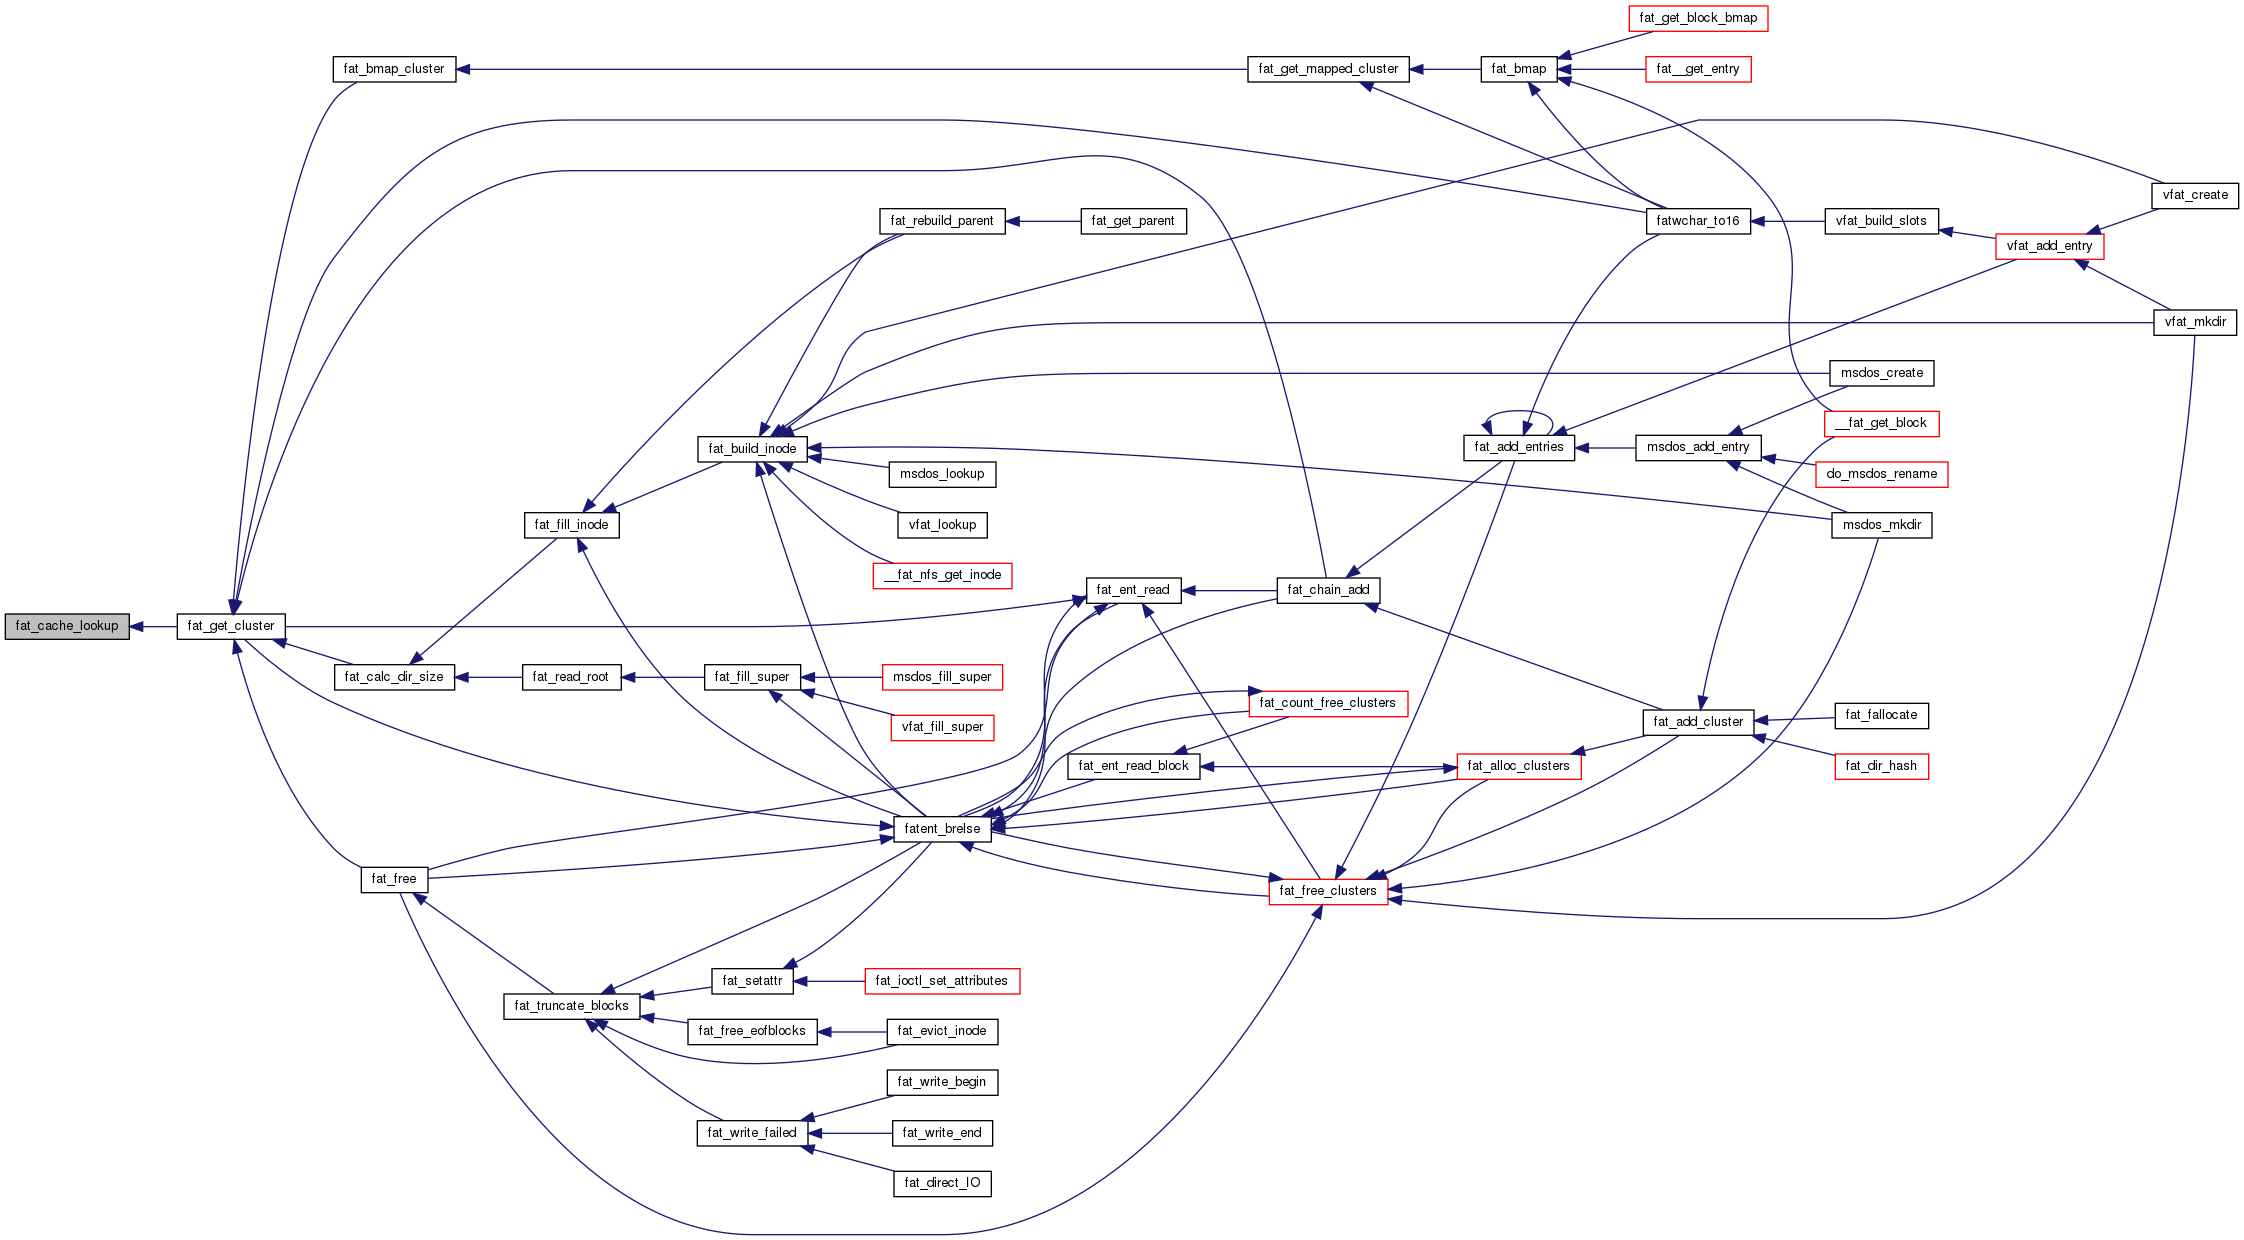 fat_get_block_bmap
fat_bmap_cluster
fat_get_mapped_cluster
fat_bmap
fat__get_entry
vfat_create
fat_rebuild_parent
fat_get_parent
fatwchar_to16
vfat_build_slots
vfat_add_entry
vfat_mkdir
msdos_create
__fat_get_block
fat_build_inode
fat_add_entries
msdos_add_entry
msdos_lookup
do_msdos_rename
fat_fill_inode
vfat_lookup
msdos_mkdir
__fat_nfs_get_inode
fat_ent_read
fat_chain_add
fat_cache_lookup
fat_get_cluster
fat_calc_dir_size
fat_read_root
fat_fill_super
msdos_fill_super
fat_count_free_clusters
fat_add_cluster
fat_fallocate
vfat_fill_super
fat_ent_read_block
fat_alloc_clusters
fat_dir_hash
fatent_brelse
fat_free
fat_free_clusters
fat_setattr
fat_ioctl_set_attributes
fat_truncate_blocks
fat_free_eofblocks
fat_evict_inode
fat_write_begin
fat_write_failed
fat_write_end
fat_direct_IO